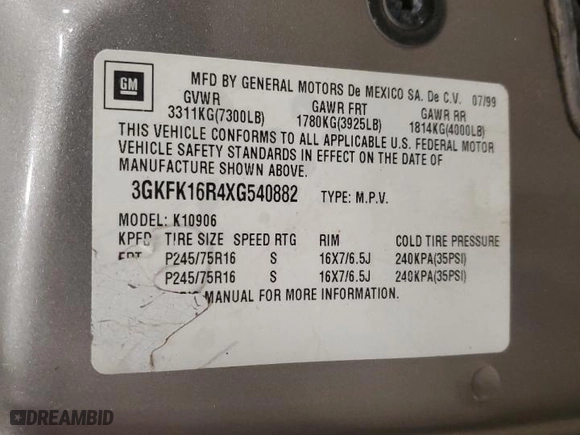 GM
MFD BY GENERAL MOTORS De MEXICO SA. De C.V. 07/99
GVWR GAWR FRT GAWR RR
3311KG(7300LB) 1780KG(3925LB) 1814KG(4000LB)
THIS VEHICLE CONFORMS TO ALL APPLICABLE U.S. FEDERAL MOTOR
VEHICLE SAFETY STANDARDS IN EFFECT ON THE DATE OF
MANUFACTURE SHOWN ABOVE.
3GKFK16R4XG540882 TYPE: M.P.V.
MODEL: K10906
TIRE SIZE SPEED RTG RIM COLD TIRE PRESSURE
FRT P245/75R16 S 16X7/6.5J 240KPA(35PSI)
P245/75R16 S 16X7/6.5J 240KPA(35PSI)
MANUAL FOR MORE INFORMATION.
DREAMBID